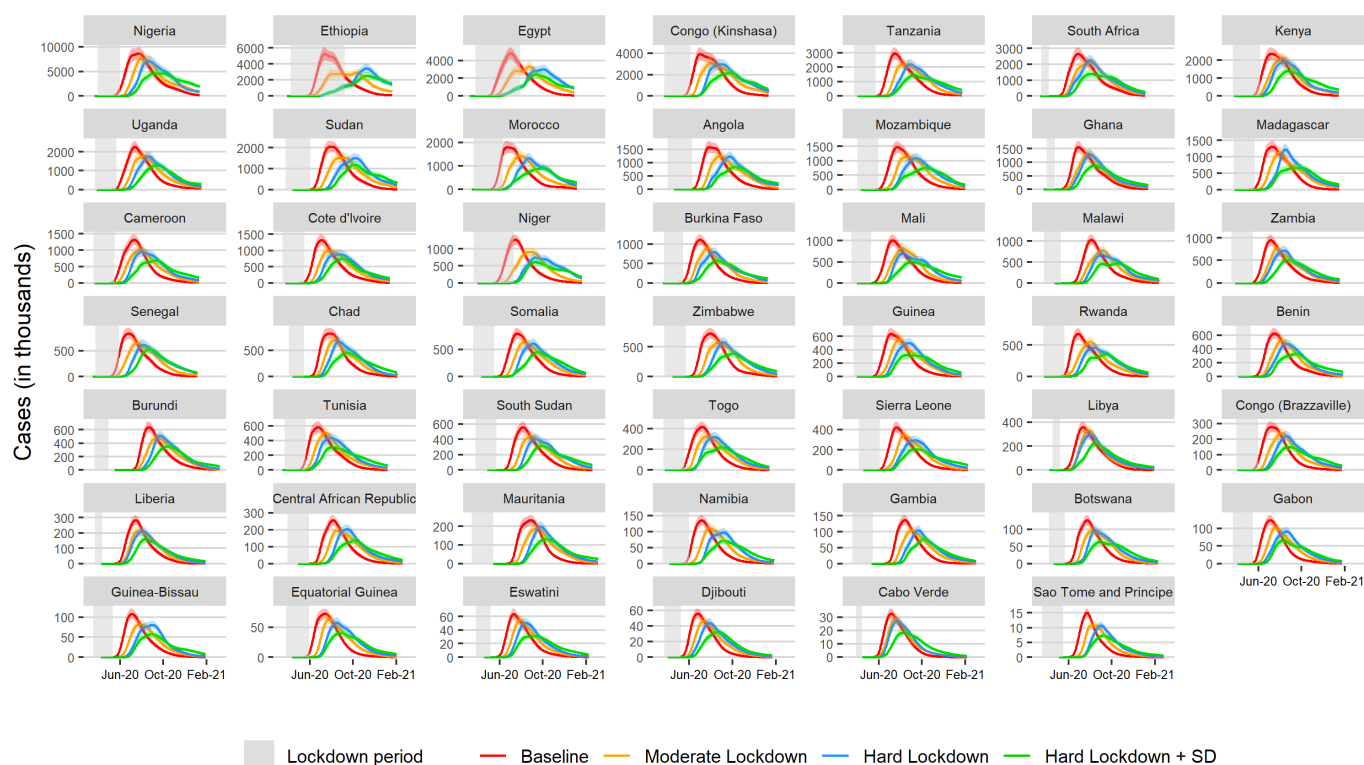 Cases (in thousands)
Nigeria Ethiopia Egypt Congo (Kinshasa) Tanzania South Africa Kenya
10000 5000 0 6000 4000 2000 0 4000 2000 0 4000 2000 0 3000 2000 1000 0 3000 2000 1000 0 2000 1000 0
Uganda Sudan Morocco Angola Mozambique Ghana Madagascar
2000 1000 0 2000 1000 0 2000 1000 0 1500 1000 500 0 1500 1000 500 0 1500 1000 500 0 1500 1000 500 0
Cameroon Cote d'Ivoire Niger Burkina Faso Mali Malawi Zambia
1500 1000 500 0 1500 1000 500 0 1000 500 0 1000 500 0 1000 500 0 1000 500 0 1000 500 0
Senegal Chad Somalia Zimbabwe Guinea Rwanda Benin
500 0 500 0 500 0 500 0 600 400 200 0 500 0 600 400 200 0
Burundi Tunisia South Sudan Togo Sierra Leone Libya Congo (Brazzaville)
600 400 200 0 600 400 200 0 600 400 200 0 400 200 0 400 200 0 400 200 0 300 200 100 0
Liberia Central African Republic Mauritania Namibia Gambia Botswana Gabon
300 200 100 0 300 200 100 0 200 100 0 150 100 50 0 150 100 50 0 100 50 0 100 50 0
Jun-20 Oct-20 Feb-21
Guinea-Bissau Equatorial Guinea Eswatini Djibouti Cabo Verde Sao Tome and Principe
100 50 0 50 0 60 40 20 0 60 40 20 0 30 20 10 0 15 10 5 0
Jun-20 Oct-20 Feb-21 Jun-20 Oct-20 Feb-21 Jun-20 Oct-20 Feb-21 Jun-20 Oct-20 Feb-21 Jun-20 Oct-20 Feb-21 Jun-20 Oct-20 Feb-21
Lockdown period Baseline Moderate Lockdown Hard Lockdown Hard Lockdown + SD